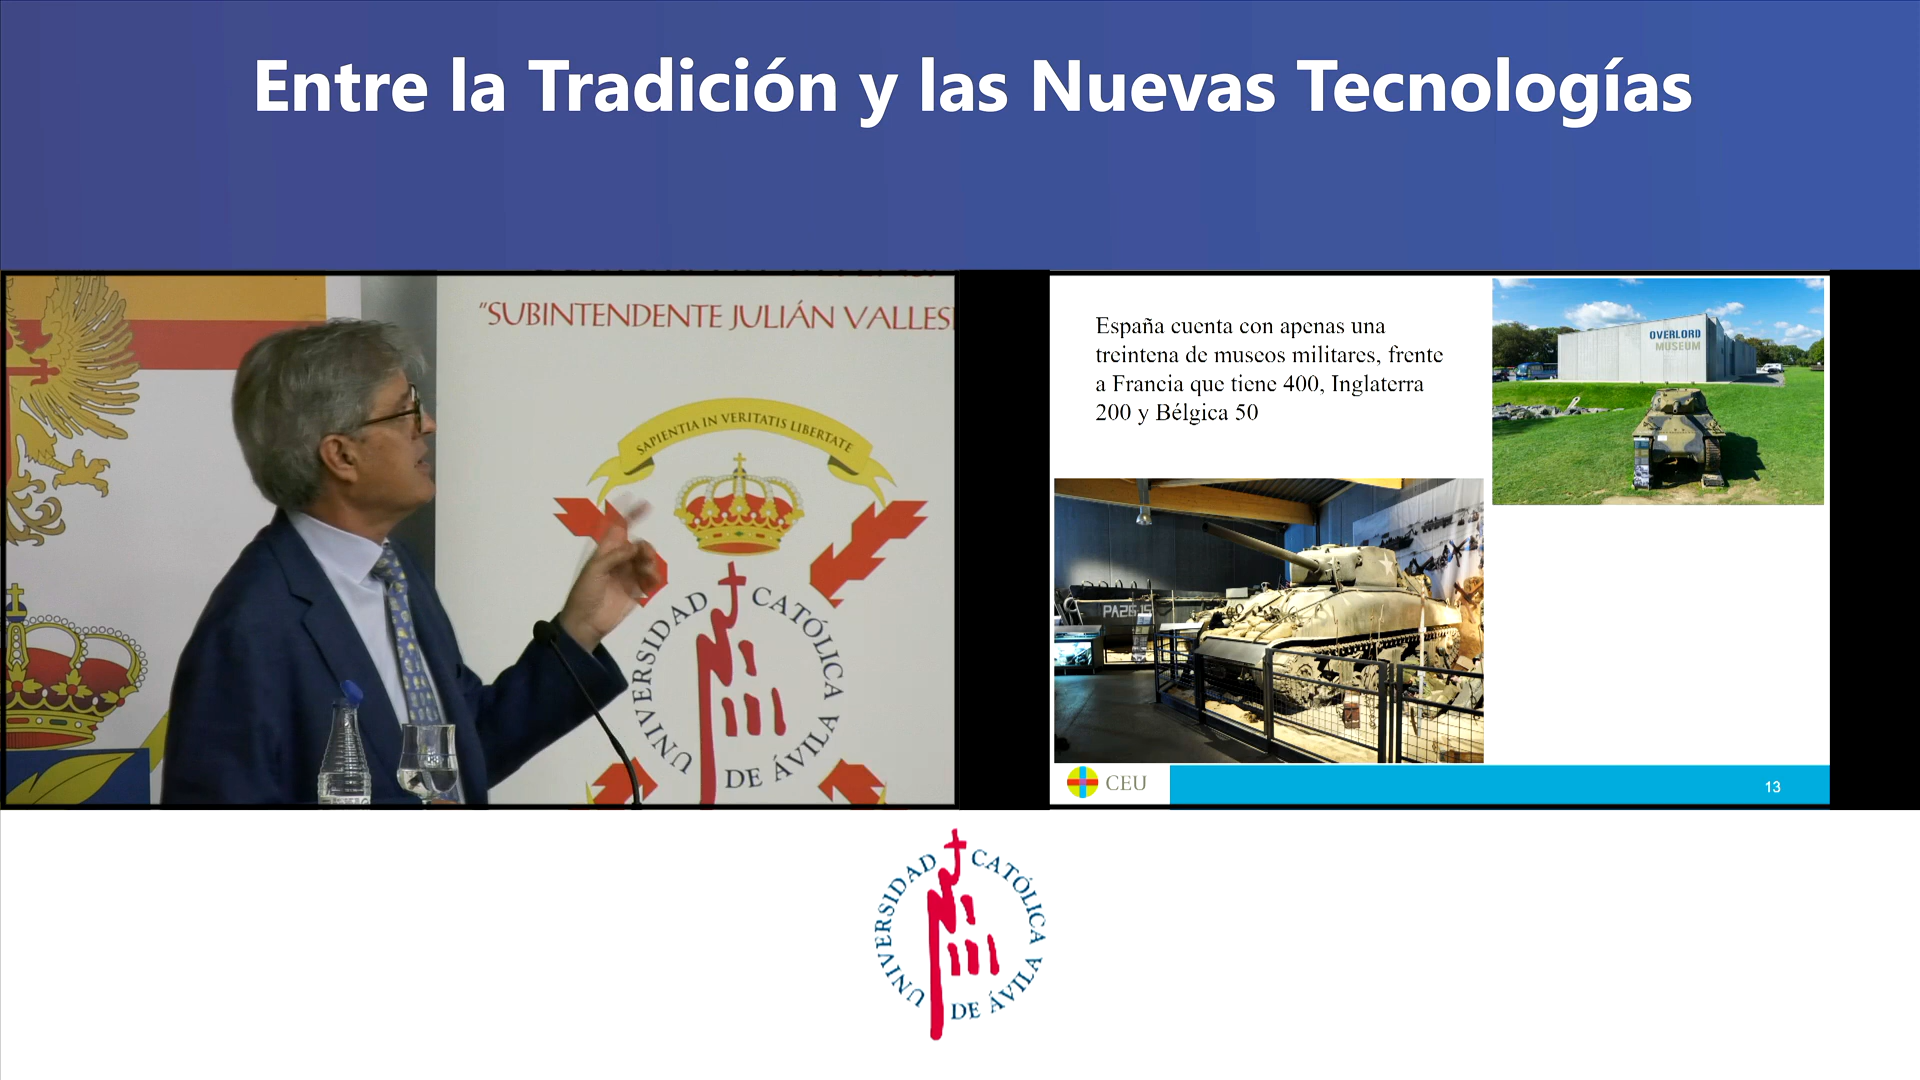 Entre la Tradición y las Nuevas Tecnologías
"SUBINTENDENTE JULIÁN VALLES
SAPIENTIA IN VERITATIS LIBERTATE
UNIVERSIDAD CATÓLICA DE ÁVILA
España cuenta con apenas una
treintena de museos militares, frente
a Francia que tiene 400, Inglaterra
200 y Bélgica 50
OVERLORD
MUSEUM
CEU
13
UNIVERSIDAD CATÓLICA DE ÁVILA